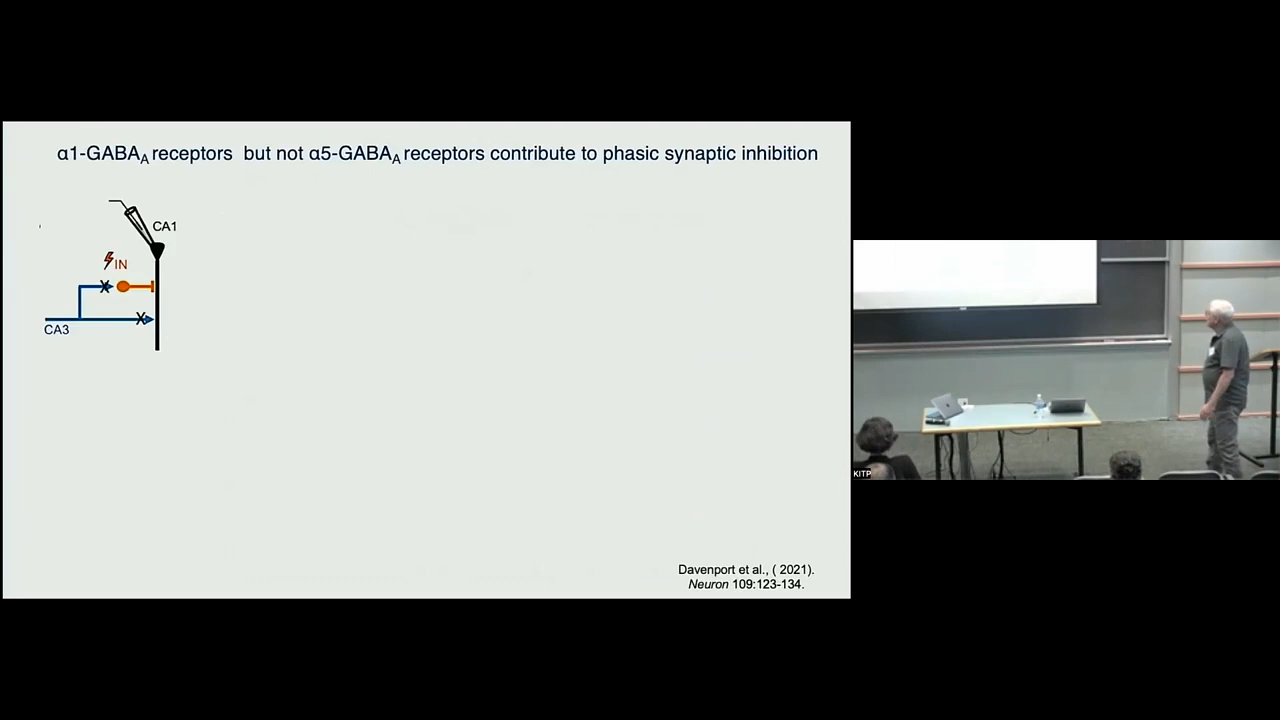 α1-GABAA receptors but not α5-GABAA receptors contribute to phasic synaptic inhibition
CA1
IN
X
X
CA3
Davenport et al., ( 2021).
Neuron 109:123-134.
KITP